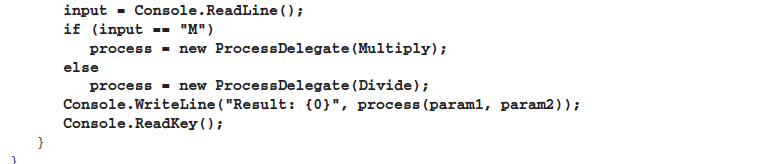 input = Console.ReadLine();
if (input == "M")
process = new ProcessDelegate(Multiply);
else
process = new ProcessDelegate(Divide);
Console.WriteLine("Result: {0}", process(param1, param2));
Console.ReadKey();
}
}